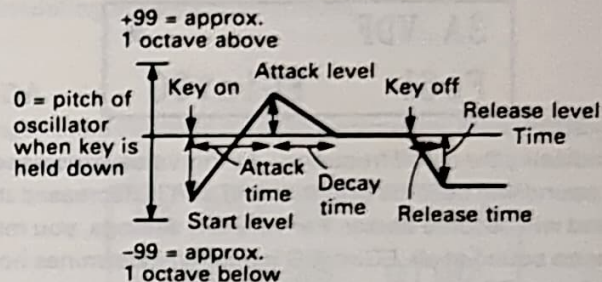 +99 = approx.
1 octave above
Key on
Attack level
Key off
0 = pitch of
oscillator
when key is
held down
Release level
Time
Attack
time
Decay
time
Start level
Release time
−99 = approx.
1 octave below